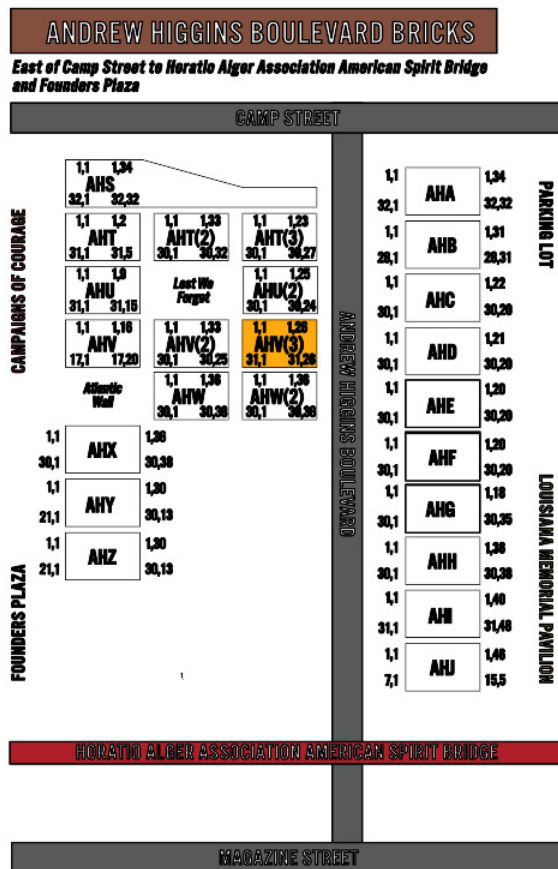 ANDREW HIGGINS BOULEVARD BRICKS
East of Camp Street to Horatio Alger Association American Spirit Bridge
and Founders Plaza
CAMP STREET
1,1 1,34
AHS
32,1 32,32
1,1 1,2
AHT
31,1 31,5
1,1 1,33
AHT(2)
30,1 30,32
1,1 1,23
AHT(3)
30,1 30,27
1,1 1,9
AHU
31,1 31,15
Lest We
Forget
1,1 1,25
AHU(2)
30,1 30,24
1,1 1,16
AHV
17,1 17,20
1,1 1,33
AHV(2)
30,1 30,25
1,1 1,26
AHV(3)
31,1 31,26
Atlantic
Wall
1,1 1,36
AHW
30,1 30,38
1,1 1,36
AHW(2)
30,1 30,38
1,1 1,36
AHX
30,1 30,38
1,1 1,30
AHY
21,1 30,13
1,1 1,30
AHZ
21,1 30,13
CAMPAIGNS OF COURAGE
FOUNDERS PLAZA
ANDREW HIGGINS BOULEVARD
1,1 1,34
AHA
32,1 32,32
1,1 1,31
AHB
28,1 28,31
1,1 1,22
AHC
30,1 30,20
1,1 1,21
AHD
30,1 30,20
1,1 1,20
AHE
30,1 30,20
1,1 1,20
AHF
30,1 30,20
1,1 1,18
AHG
30,1 30,35
1,1 1,36
AHH
30,1 30,38
1,1 1,40
AHI
31,1 31,48
1,1 1,46
AHJ
7,1 15,5
PARKING LOT
LOUISIANA MEMORIAL PAVILION
HORATIO ALGER ASSOCIATION AMERICAN SPIRIT BRIDGE
MAGAZINE STREET